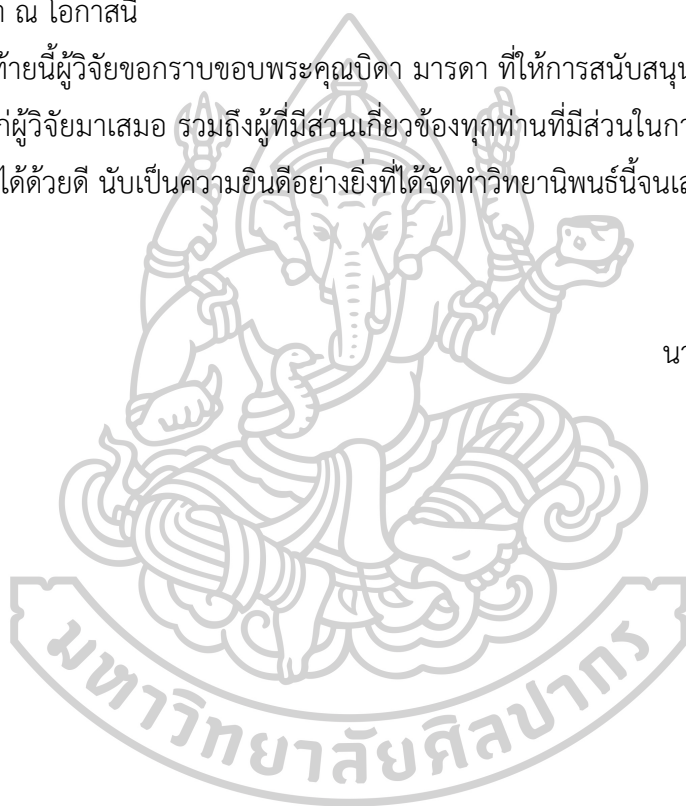 ณ โอกาสนี้
ท้ายนี้ผู้วิจัยขอกราบขอบพระคุณบิดา มารดา ที่ให้การสนับสนุน
ก่ผู้วิจัยมาเสมอ รวมถึงผู้ที่มีส่วนเกี่ยวข้องทุกท่านที่มีส่วนในกา
ได้ด้วยดี นับเป็นความยินดีอย่างยิ่งที่ได้จัดทำวิทยานิพนธ์นี้จนเส
นา
มหาวิทยาลัยศิลปากร